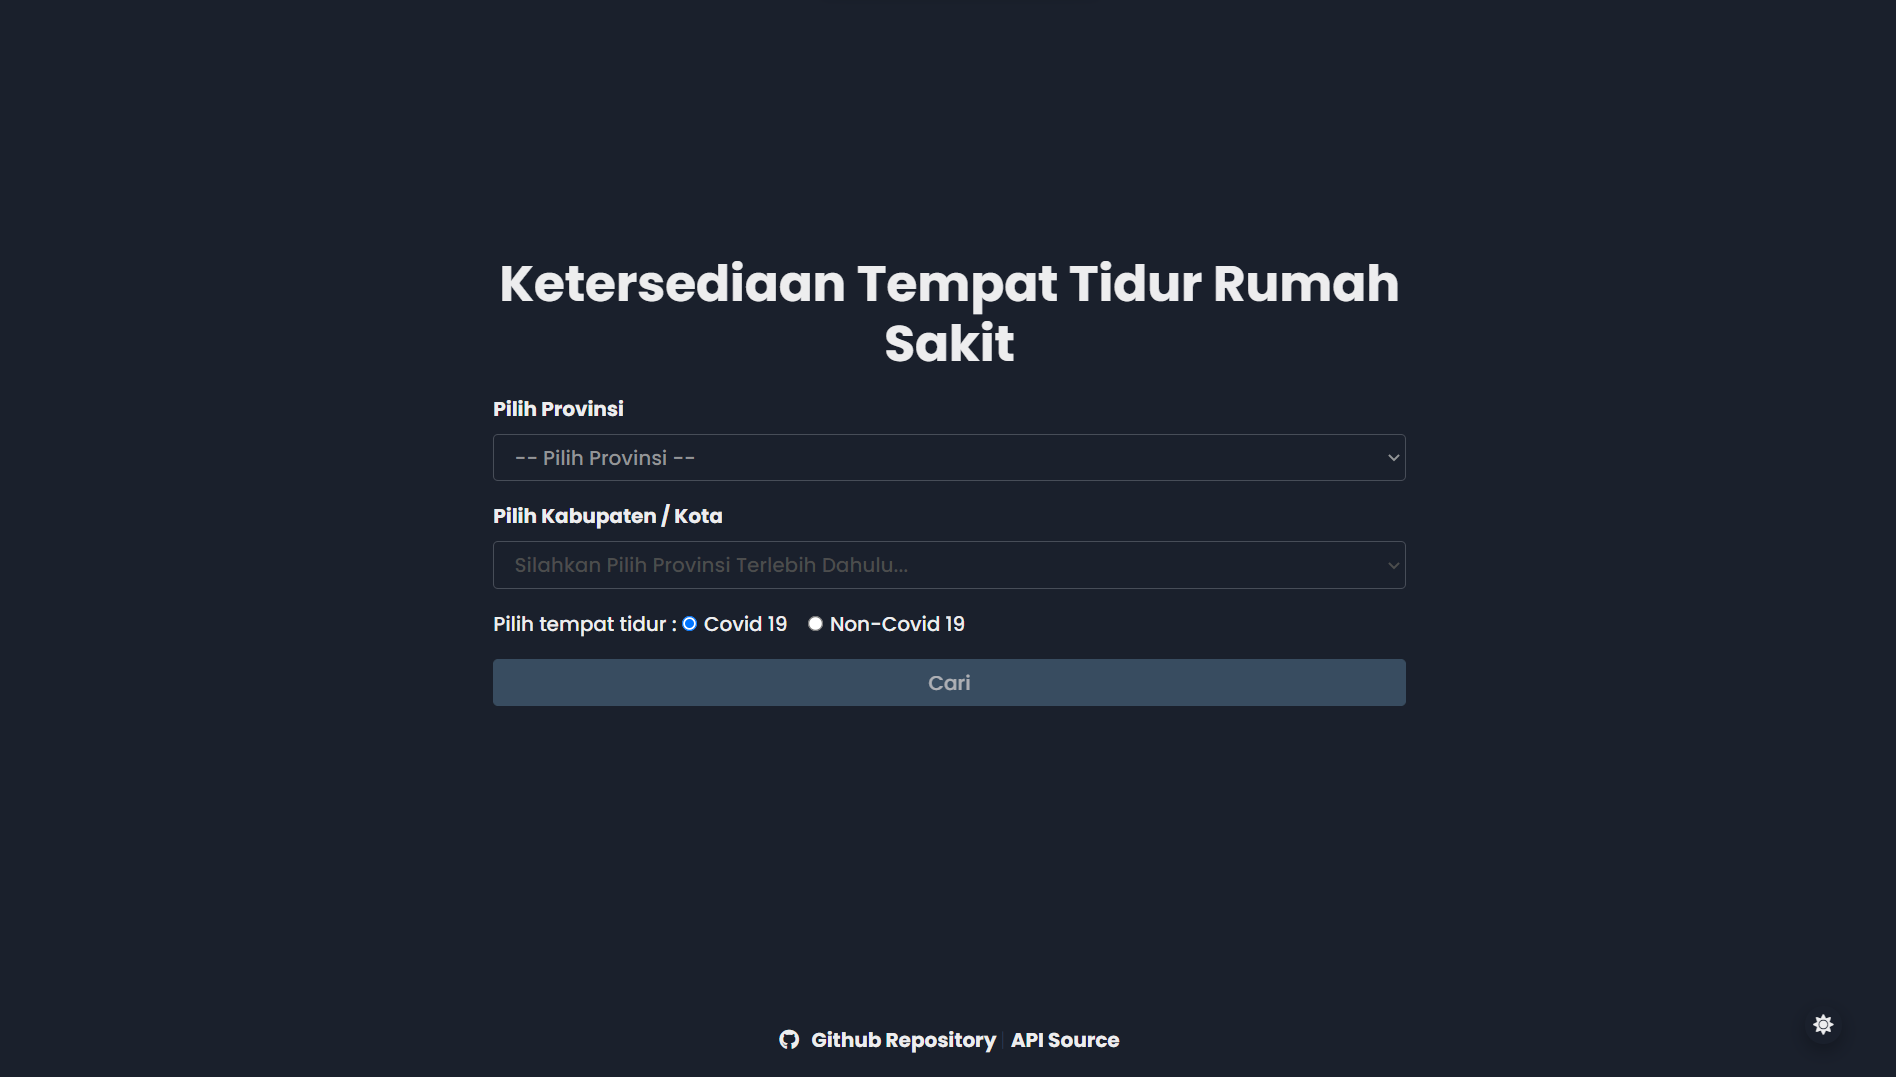 Ketersediaan Tempat Tidur Rumah
Sakit
Pilih Provinsi
-- Pilih Provinsi --
Pilih Kabupaten / Kota
Silahkan Pilih Provinsi Terlebih Dahulu...
Pilih tempat tidur : Covid 19 Non-Covid 19
Cari
Github Repository | API Source